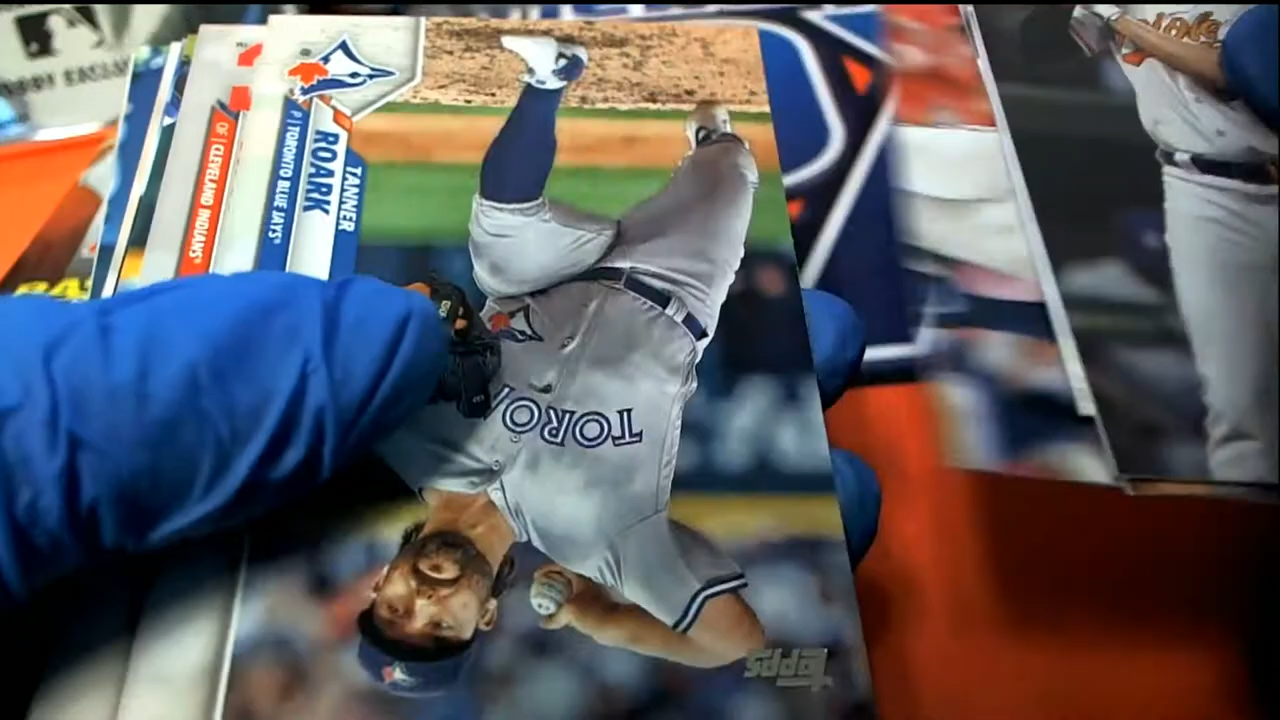 TANNER
ROARK
P | TORONTO BLUE JAYS®
OF | CLEVELAND INDIANS®
TORO
Topps